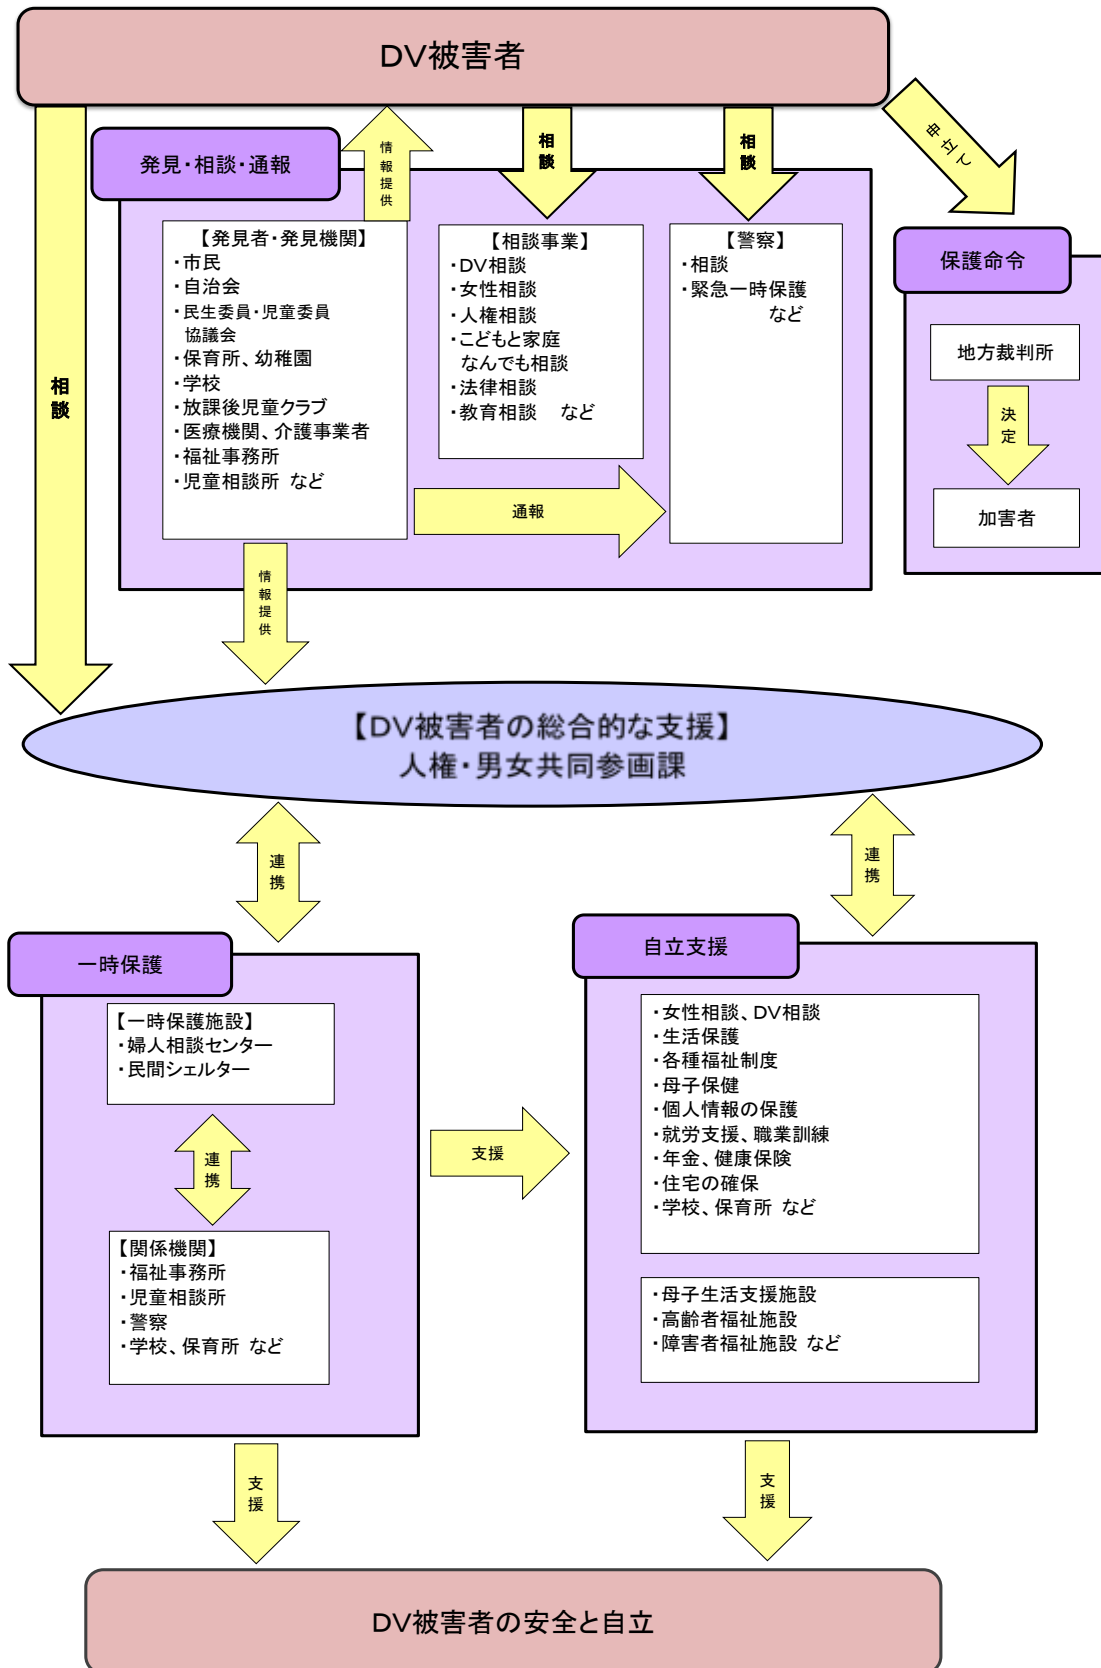 DV被害者
申立て
相談
情報提供
相談
相談
発見・相談・通報
【発見者・発見機関】
・市民
・自治会
・民生委員・児童委員
協議会
・保育所、幼稚園
・学校
・放課後児童クラブ
・医療機関、介護事業者
・福祉事務所
・児童相談所 など
【相談事業】
・DV相談
・女性相談
・人権相談
・こどもと家庭
なんでも相談
・法律相談
・教育相談 など
【警察】
・相談
・緊急一時保護
など
通報
保護命令
地方裁判所
決定
加害者
情報提供
【DV被害者の総合的な支援】
人権・男女共同参画課
連携
連携
一時保護
【一時保護施設】
・婦人相談センター
・民間シェルター
連携
【関係機関】
・福祉事務所
・児童相談所
・警察
・学校、保育所 など
支援
自立支援
・女性相談、DV相談
・生活保護
・各種福祉制度
・母子保健
・個人情報の保護
・就労支援、職業訓練
・年金、健康保険
・住宅の確保
・学校、保育所 など
・母子生活支援施設
・高齢者福祉施設
・障害者福祉施設 など
支援
支援
DV被害者の安全と自立